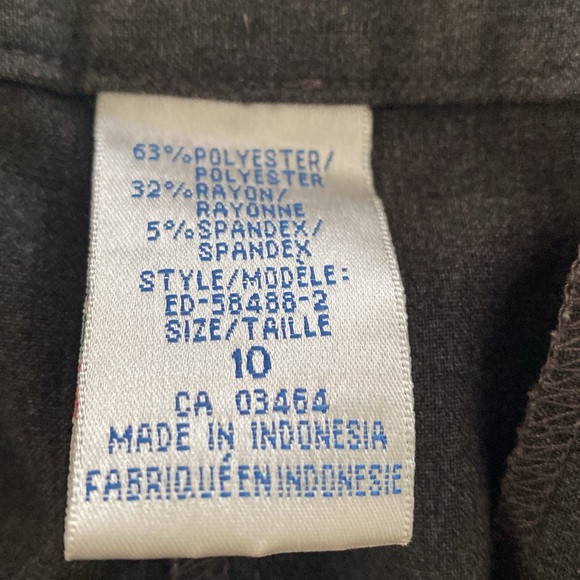 63%POLYESTER/
POLYESTER
32%RAYON/
RAYONNE
5%SPANDEX/
SPANDEX
STYLE/MODÈLE:
ED-58488-2
SIZE/TAILLE
10
CA 03464
MADE IN INDONESIA
FABRIQUÉ EN INDONESIE